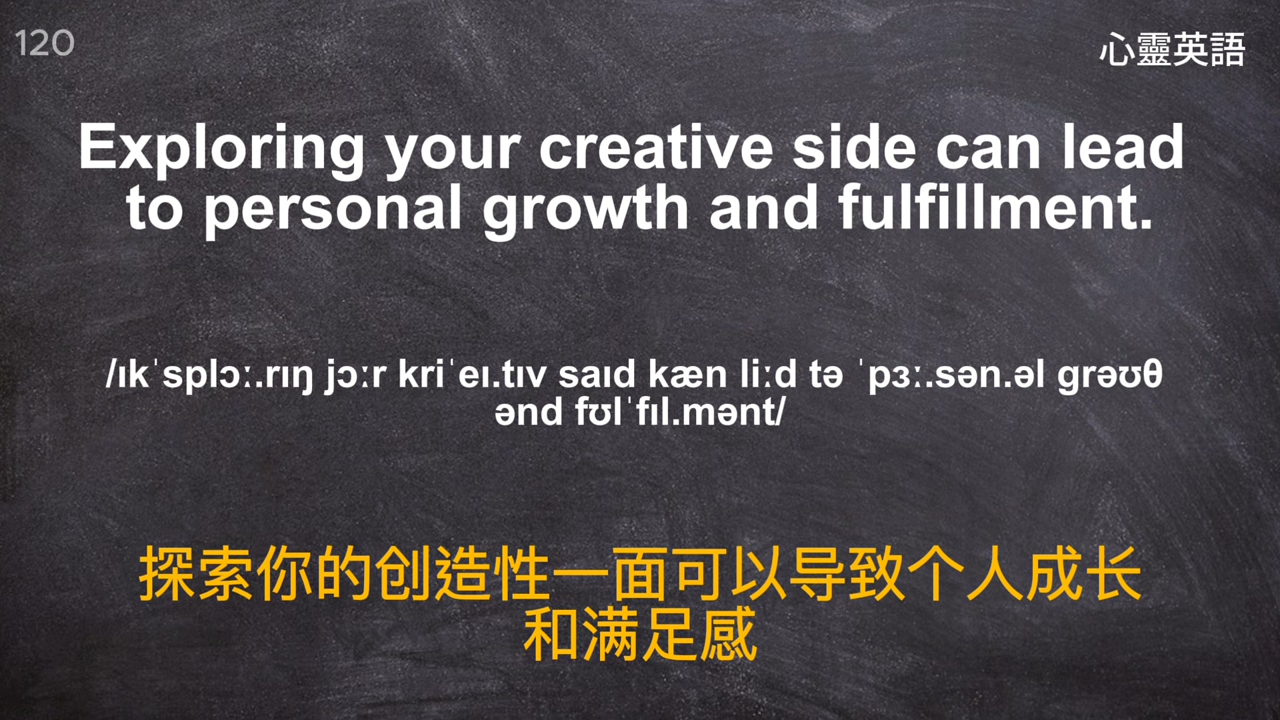 120
心靈英語
Exploring your creative side can lead
to personal growth and fulfillment.
/ɪkˈsplɔː.rɪŋ jɔːr kriˈeɪ.tɪv saɪd kæn liːd tə ˈpɜː.sən.əl grəʊθ
ənd fʊlˈfɪl.mənt/
探索你的创造性一面可以导致个人成长
和满足感